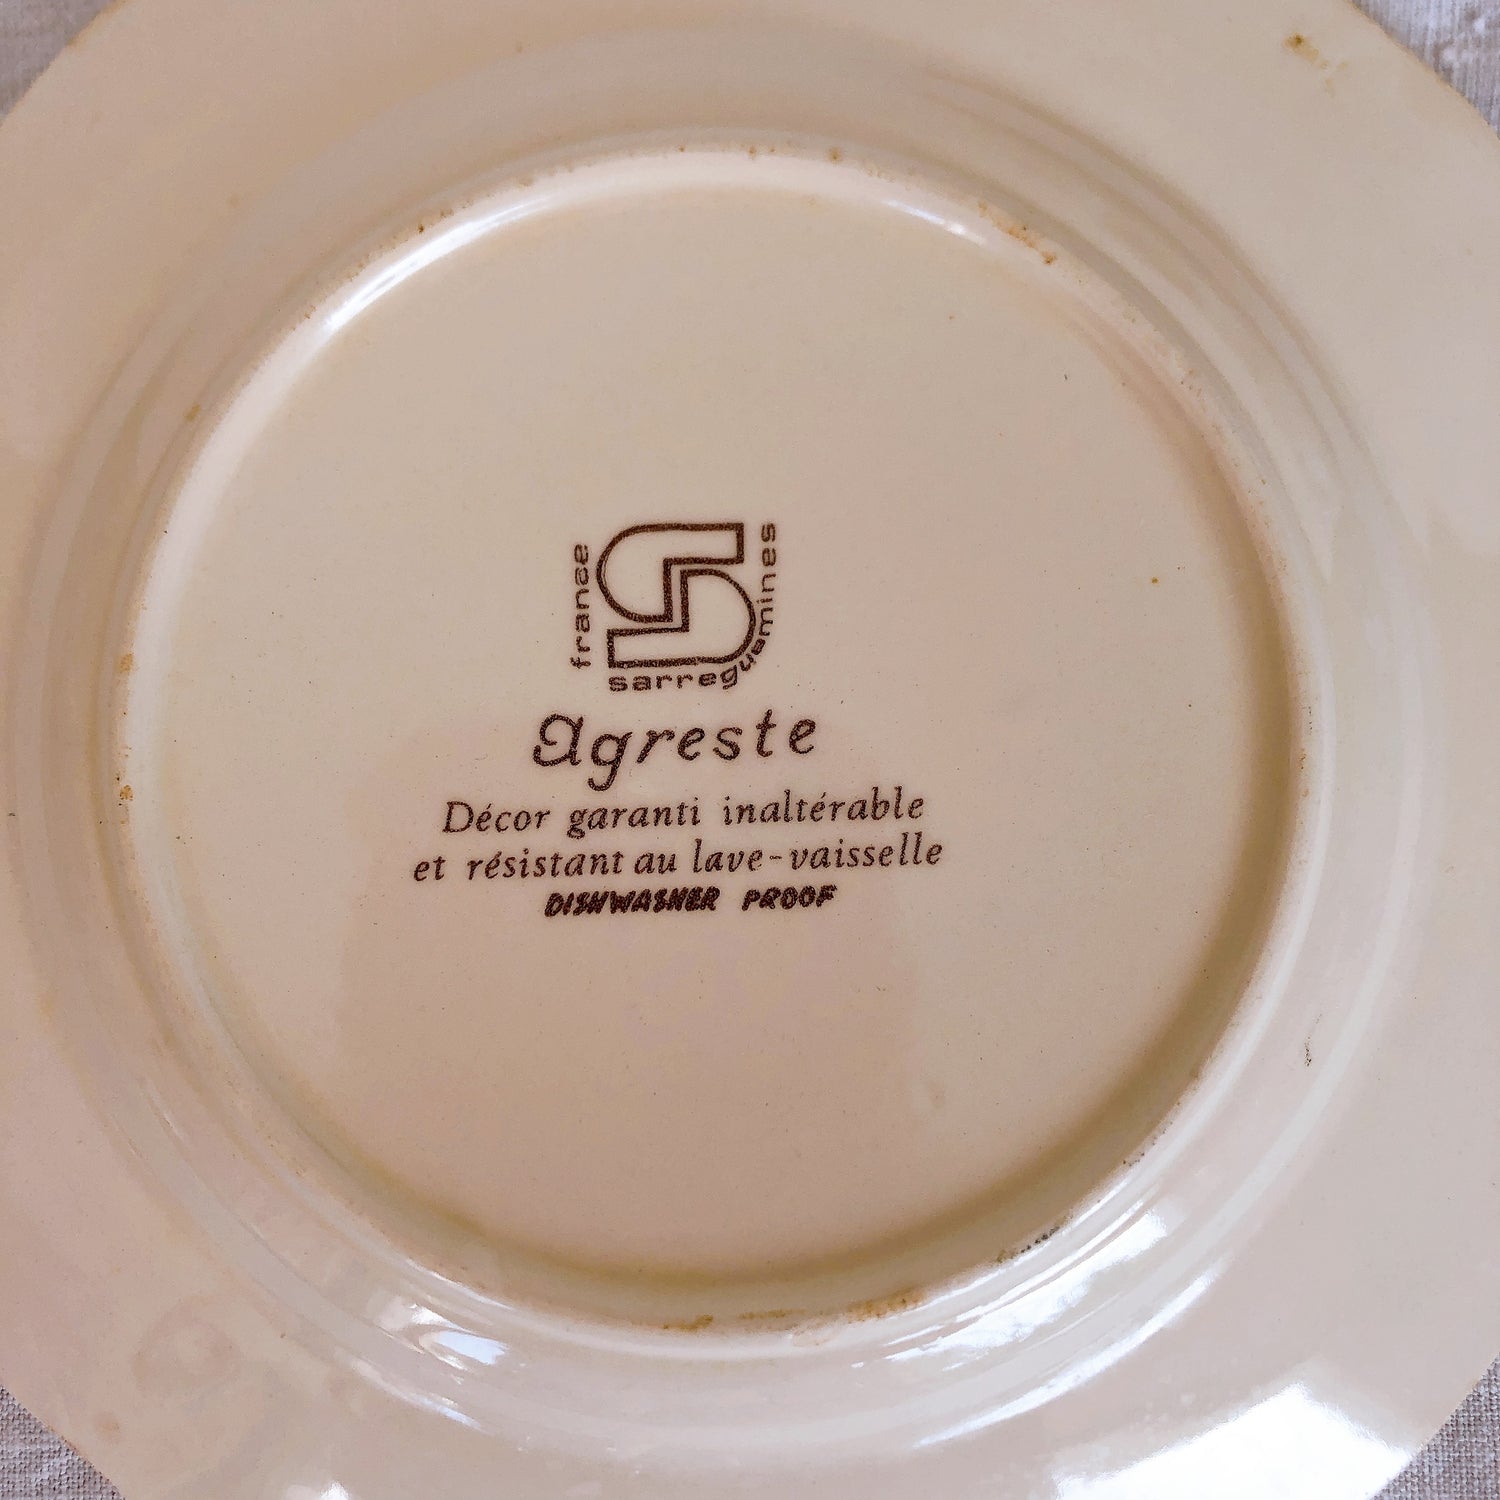 france
sarreguemines
Agreste
Décor garanti inaltérable
et résistant au lave-vaisselle
DISHWASHER PROOF